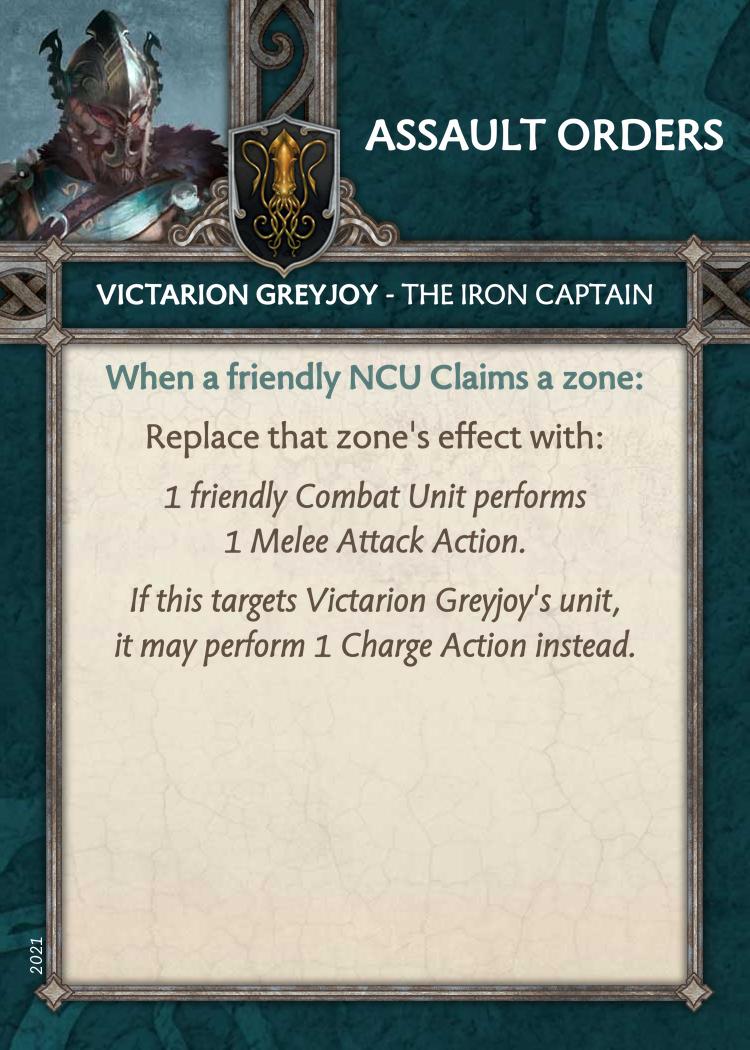 ASSAULT ORDERS
VICTARION GREYJOY - THE IRON CAPTAIN
When a friendly NCU Claims a zone:
Replace that zone's effect with:
1 friendly Combat Unit performs
1 Melee Attack Action.
If this targets Victarion Greyjoy's unit,
it may perform 1 Charge Action instead.
2021